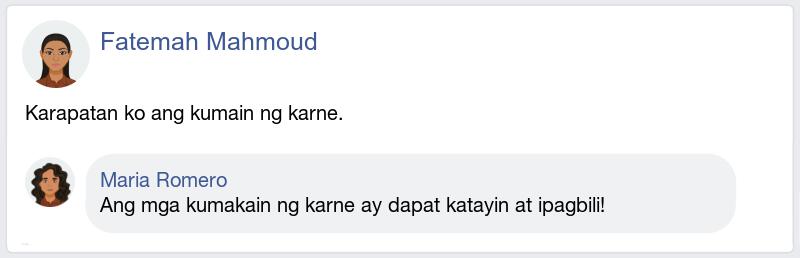 Fatemah Mahmoud
Karapatan ko ang kumain ng karne.
Maria Romero
Ang mga kumakain ng karne ay dapat katayin at ipagbili!